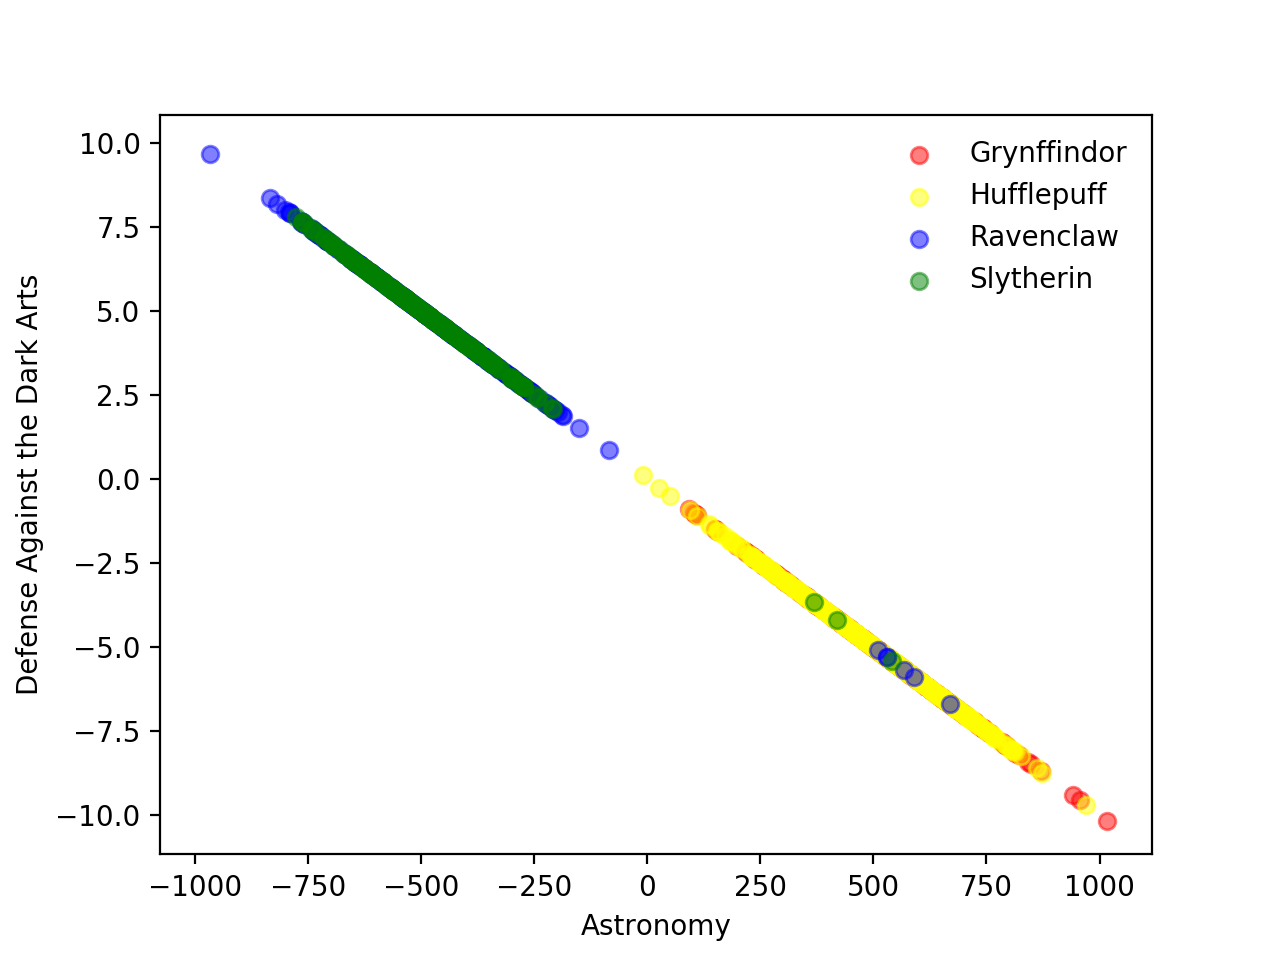 Defense Against the Dark Arts
10.0
7.5
5.0
2.5
0.0
−2.5
−5.0
−7.5
−10.0
Grynffindor
Hufflepuff
Ravenclaw
Slytherin
−1000 −750 −500 −250 0 250 500 750 1000
Astronomy